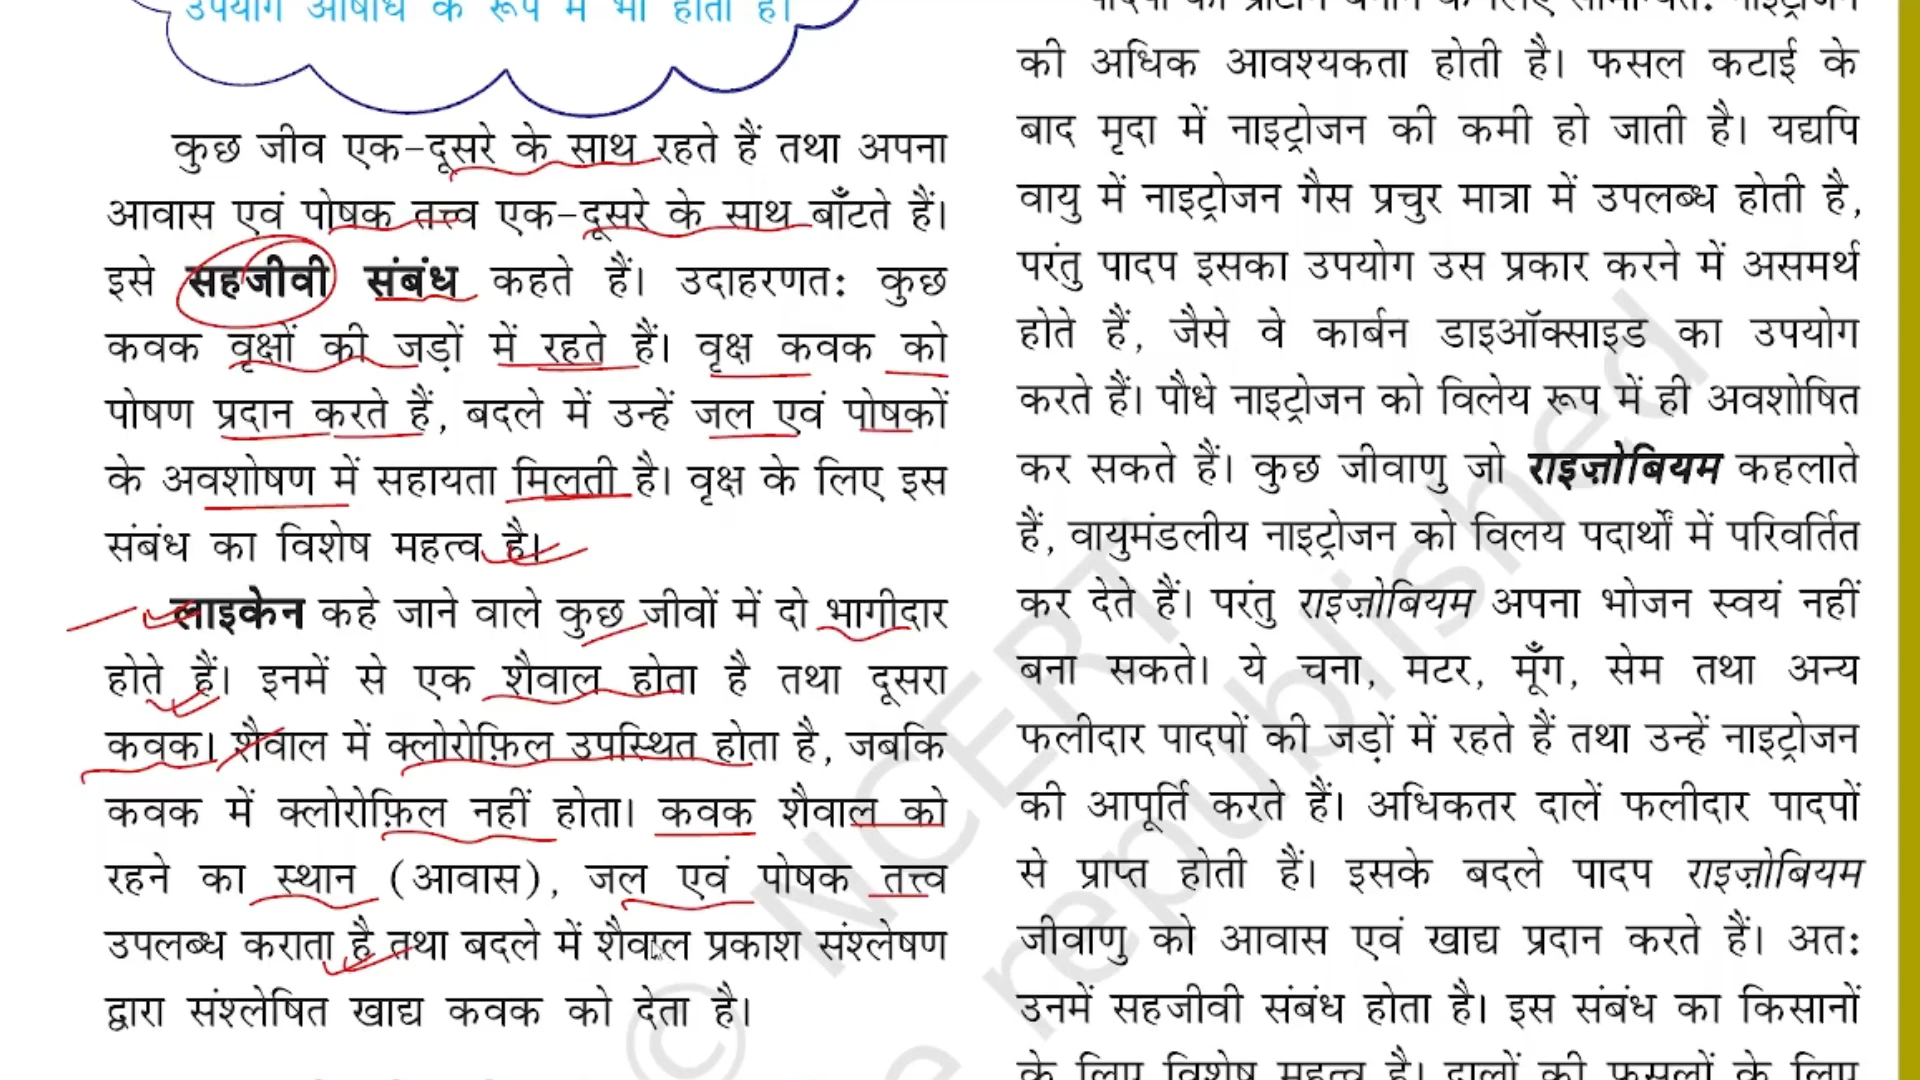 उपयोग औषधि के रूप में भी होता है।
कुछ जीव एक-दूसरे के साथ रहते हैं तथा अपना
आवास एवं पोषक तत्त्व एक-दूसरे के साथ बाँटते हैं।
इसे सहजीवी संबंध कहते हैं। उदाहरणतः कुछ
कवक वृक्षों की जड़ों में रहते हैं। वृक्ष कवक को
पोषण प्रदान करते हैं, बदले में उन्हें जल एवं पोषकों
के अवशोषण में सहायता मिलती है। वृक्ष के लिए इस
संबंध का विशेष महत्व है।
लाइकेन कहे जाने वाले कुछ जीवों में दो भागीदार
होते हैं। इनमें से एक शैवाल होता है तथा दूसरा
कवक। शैवाल में क्लोरोफ़िल उपस्थित होता है, जबकि
कवक में क्लोरोफ़िल नहीं होता। कवक शैवाल को
रहने का स्थान (आवास), जल एवं पोषक तत्त्व
उपलब्ध कराता है तथा बदले में शैवाल प्रकाश संश्लेषण
द्वारा संश्लेषित खाद्य कवक को देता है।
पादपों को प्रोटीन बनाने के लिए सामान्यतः नाइट्रोजन
की अधिक आवश्यकता होती है। फसल कटाई के
बाद मृदा में नाइट्रोजन की कमी हो जाती है। यद्यपि
वायु में नाइट्रोजन गैस प्रचुर मात्रा में उपलब्ध होती है,
परंतु पादप इसका उपयोग उस प्रकार करने में असमर्थ
होते हैं, जैसे वे कार्बन डाइऑक्साइड का उपयोग
करते हैं। पौधे नाइट्रोजन को विलेय रूप में ही अवशोषित
कर सकते हैं। कुछ जीवाणु जो राइज़ोबियम कहलाते
हैं, वायुमंडलीय नाइट्रोजन को विलय पदार्थों में परिवर्तित
कर देते हैं। परंतु राइज़ोबियम अपना भोजन स्वयं नहीं
बना सकते। ये चना, मटर, मूँग, सेम तथा अन्य
फलीदार पादपों की जड़ों में रहते हैं तथा उन्हें नाइट्रोजन
की आपूर्ति करते हैं। अधिकतर दालें फलीदार पादपों
से प्राप्त होती हैं। इसके बदले पादप राइज़ोबियम
जीवाणु को आवास एवं खाद्य प्रदान करते हैं। अतः
उनमें सहजीवी संबंध होता है। इस संबंध का किसानों
के लिए विशेष महत्व है। दालों की फसलों के लिए
© NCERT
e republished